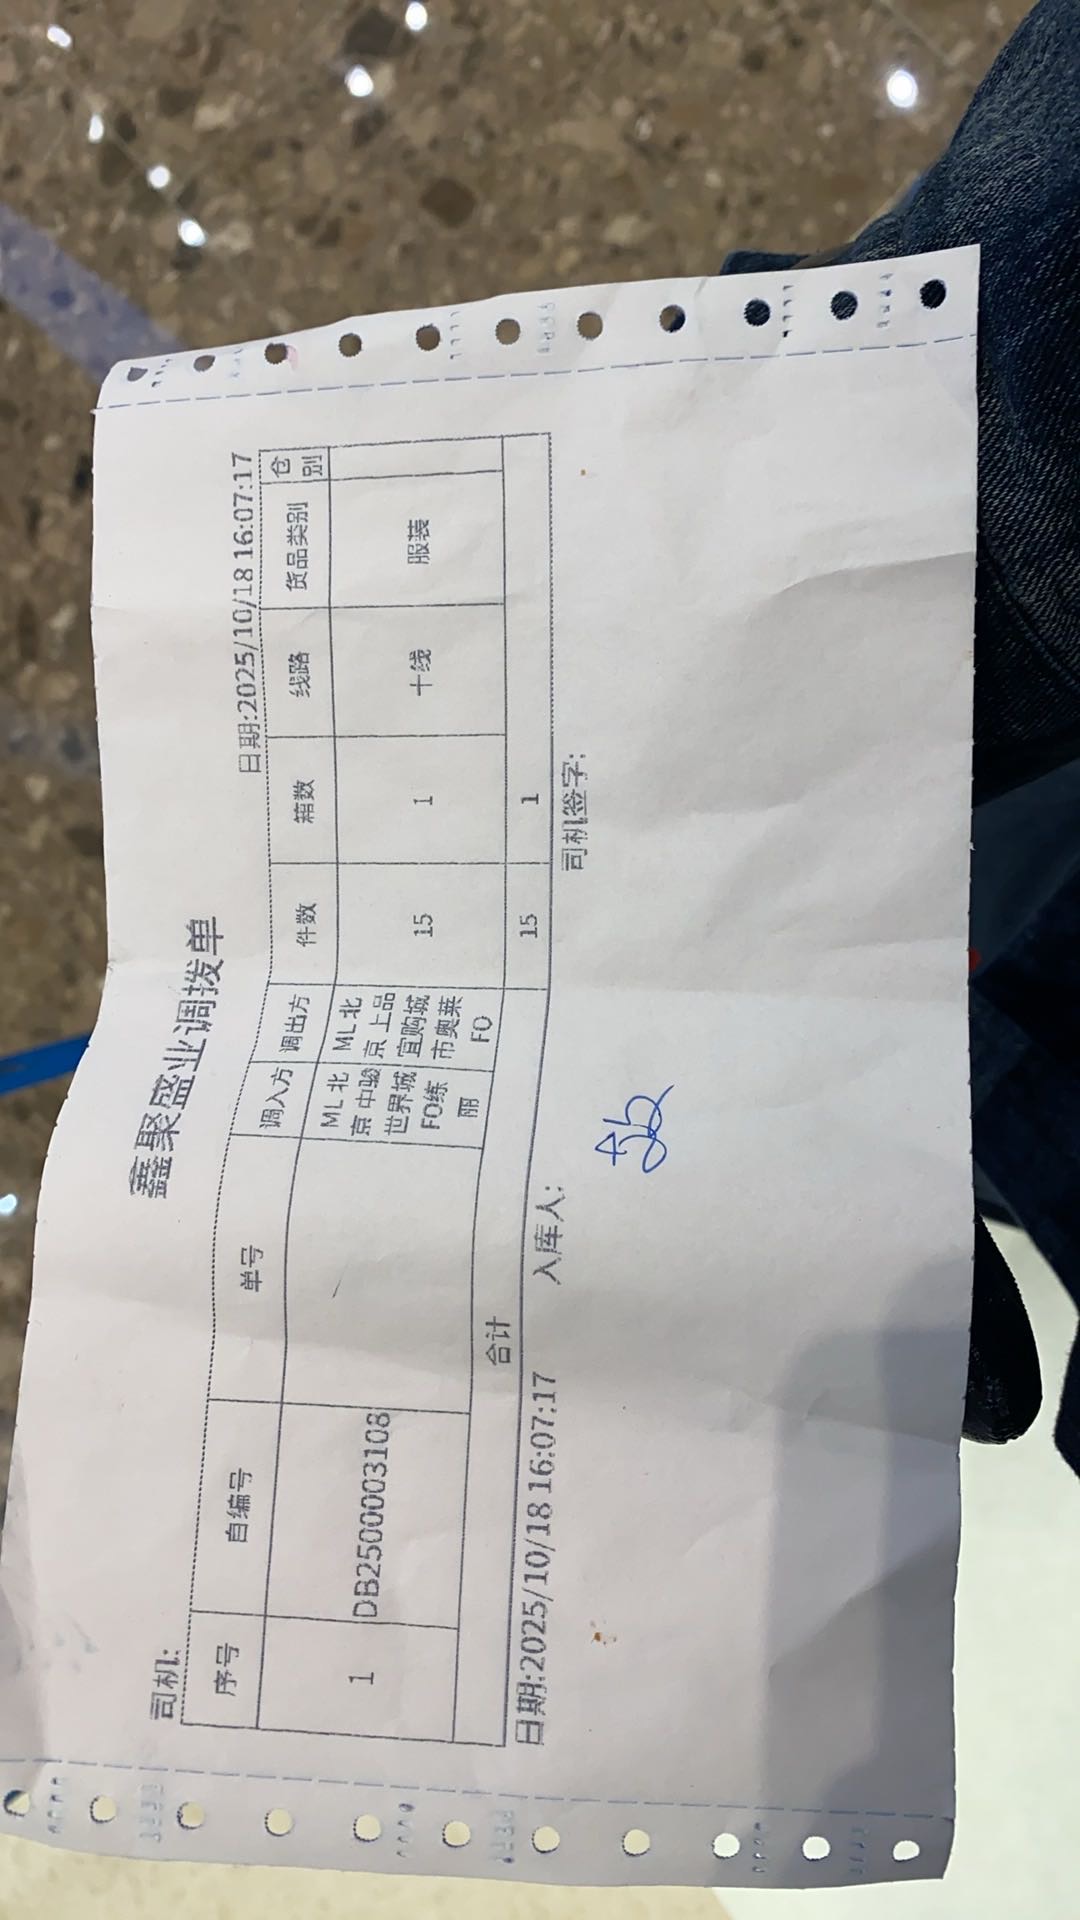 鑫聚盛业调拨单
司机: 日期:2025/10/18 16:07:17
序号 自编号 单号 调入方 调出方 件数 箱数 线路 货品类别 仓别
1 DB2500003108 ML北京中骏世界城FO练丽 ML北京上品宜购城市奥莱FO 15 1 十线 服装
合计 15 1
日期:2025/10/18 16:07:17 入库人: 司机签字: